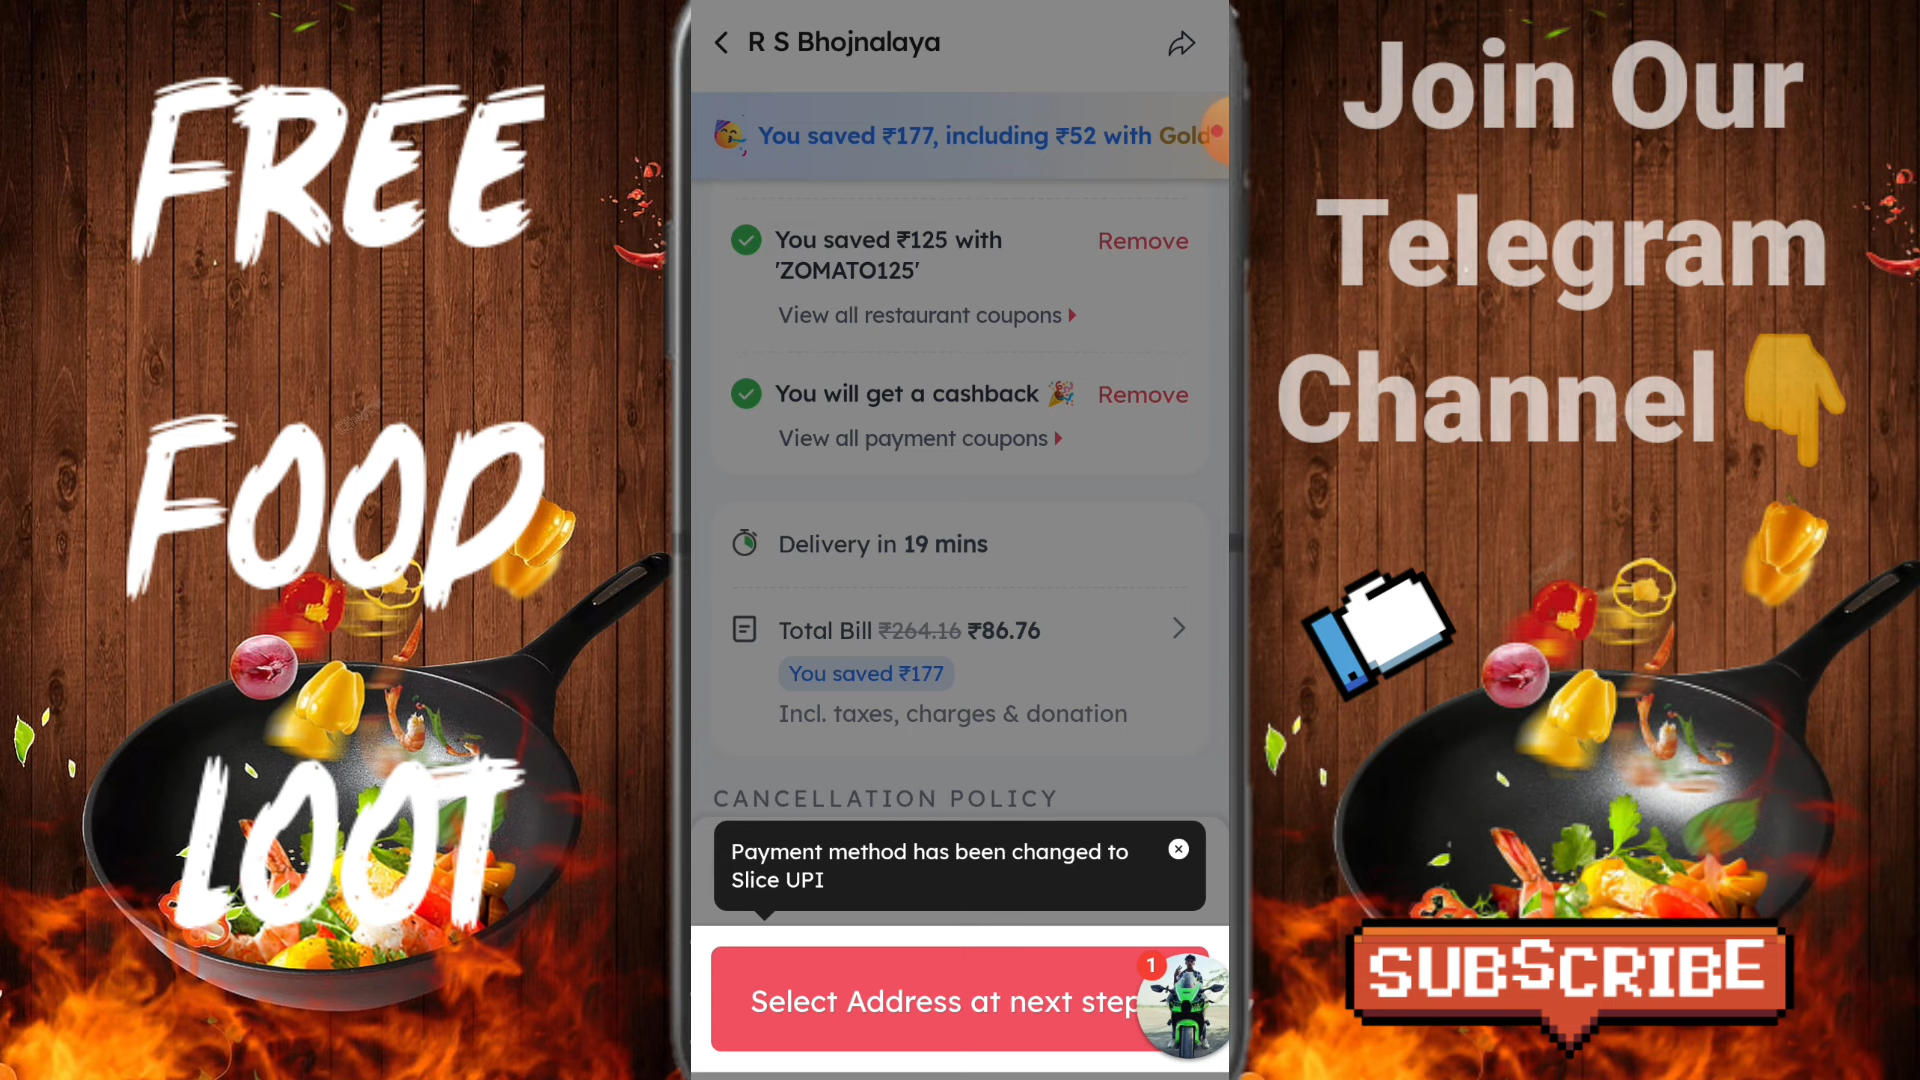 FREE
FOOD
LOOT
R S Bhojnalaya
You saved ₹177, including ₹52 with Gold
You saved ₹125 with
'ZOMATO125'
Remove
View all restaurant coupons
You will get a cashback 🎉
Remove
View all payment coupons
Delivery in 19 mins
Total Bill ₹264.16 ₹86.76
You saved ₹177
Incl. taxes, charges & donation
CANCELLATION POLICY
Payment method has been changed to
Slice UPI
Select Address at next step
1
Join Our
Telegram
Channel 👇
SUBSCRIBE